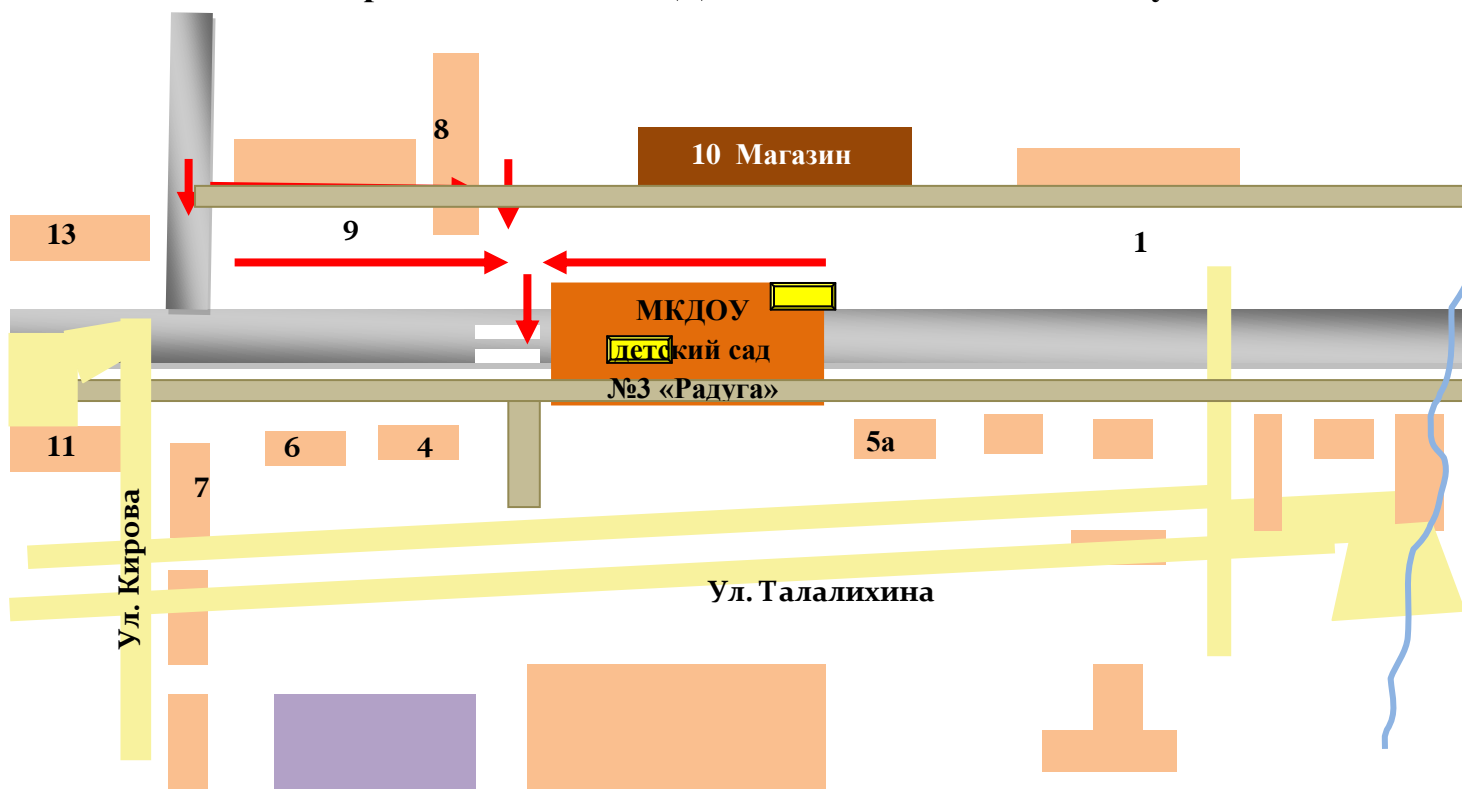 8
10 Магазин
13
9
1
МКДОУ
детский сад
№3 «Радуга»
11
6
4
5а
7
Ул. Кирова
Ул. Талалихина